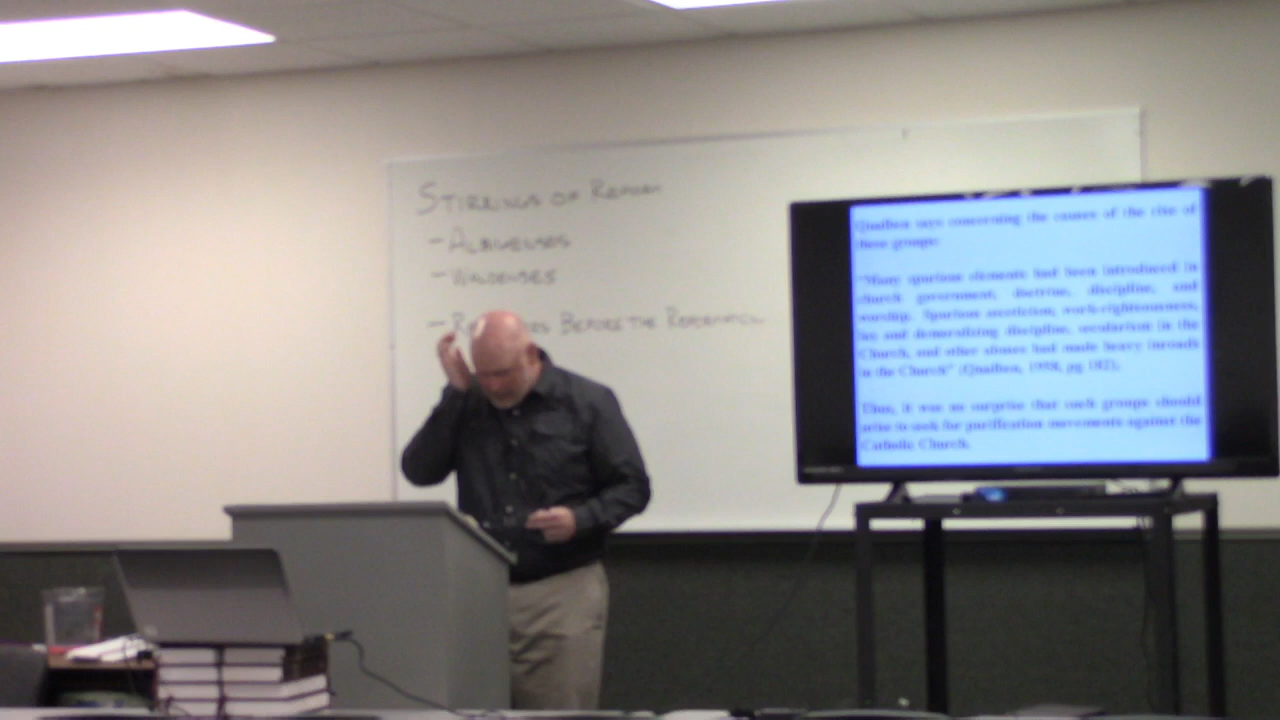 STIRRINGS OF REFORM
- ALBIGENSES
- WALDENSES
- BEFORE THE REFORMATION
Qualben says concerning the causes of the rise of
these groups:
"Many spurious elements had been introduced in
church government, doctrine, discipline, and
worship. Spurious asceticism, work-righteousness,
lax and demoralizing discipline, secularism in the
Church, and other abuses had made heavy inroads
in the Church" (Qualben, 1958, pg 182).
Thus, it was no surprise that such groups should
arise to seek for purification movements against the
Catholic Church.